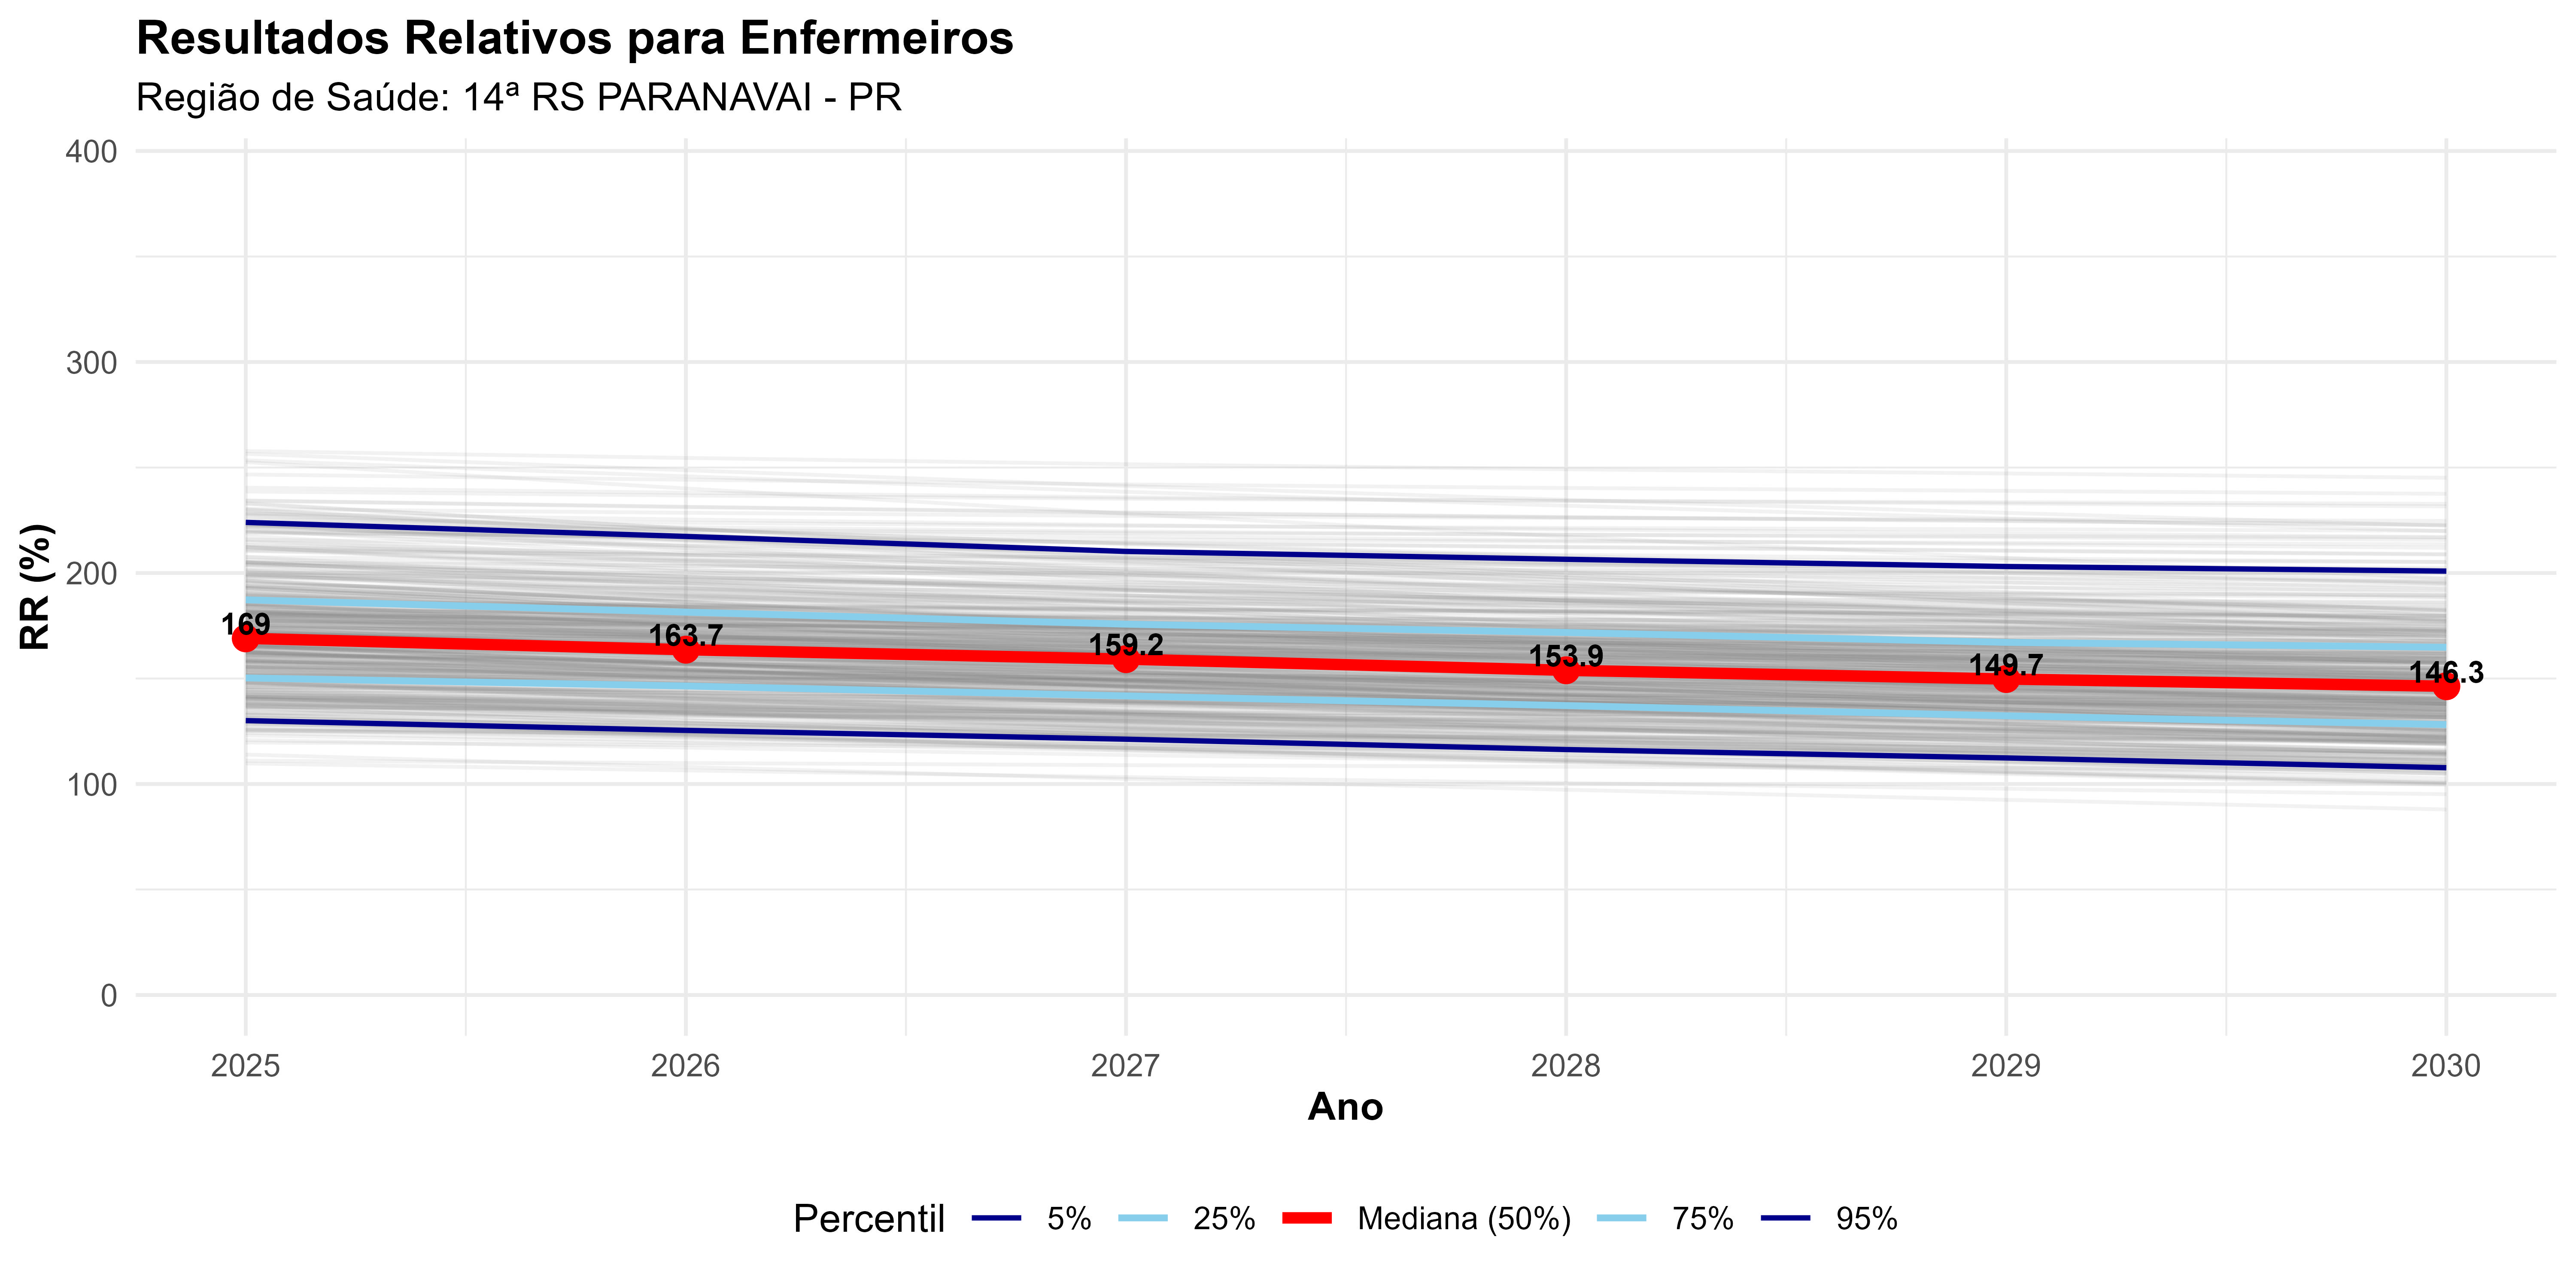 Resultados Relativos para Enfermeiros
Região de Saúde: 14ª RS PARANAVAI - PR
RR (%)
400
300
200
100
0
169
163.7
159.2
153.9
149.7
146.3
2025 2026 2027 2028 2029 2030
Ano
Percentil 5% 25% Mediana (50%) 75% 95%